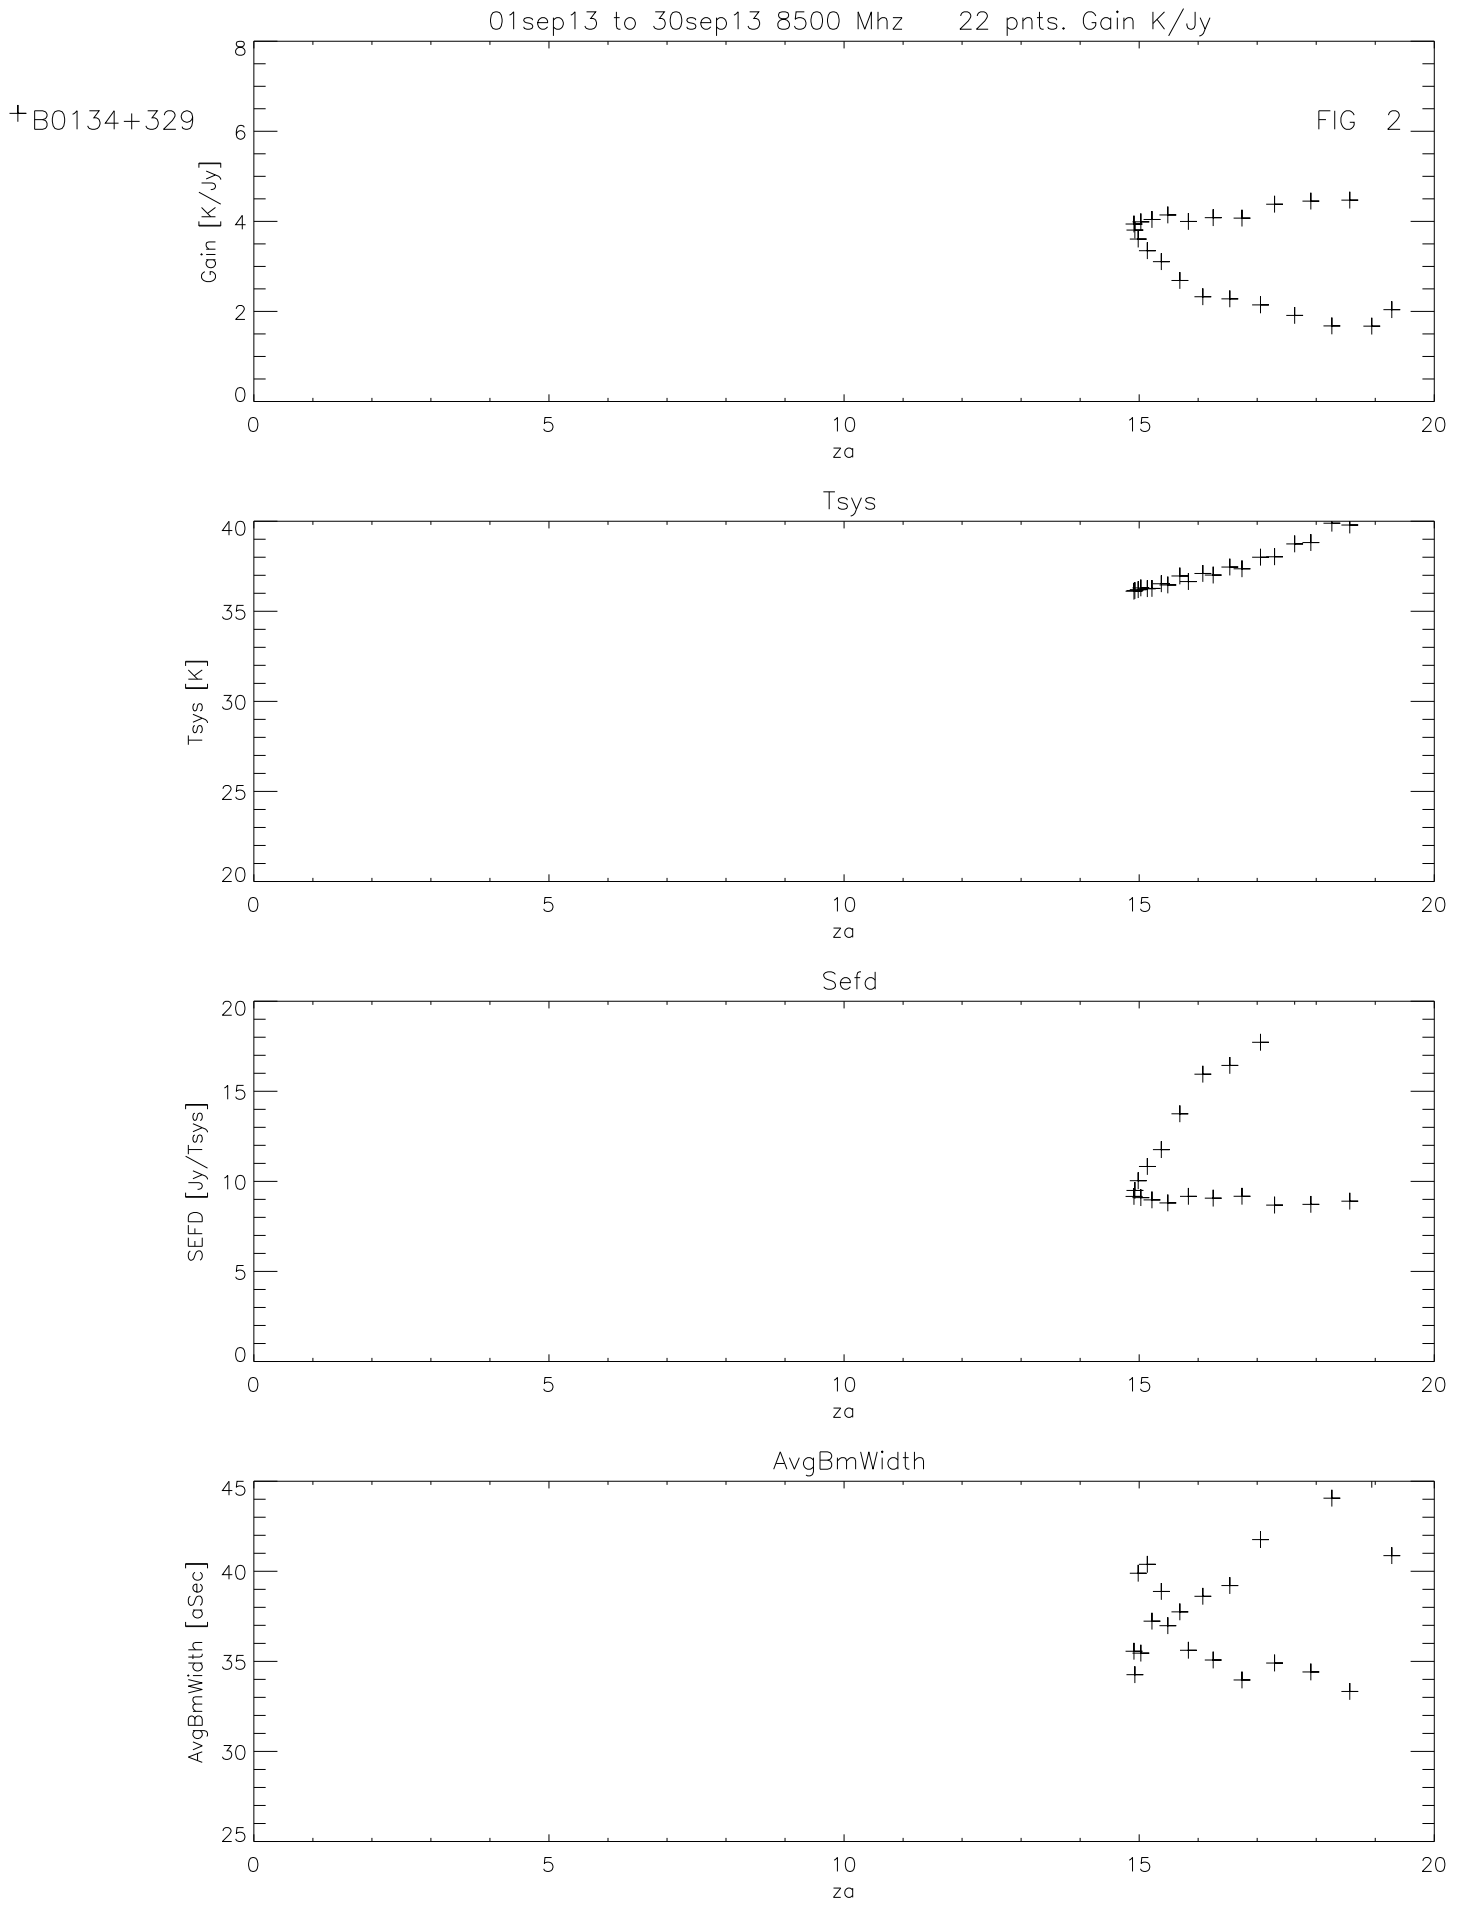 01sep13 to 30sep13 8500 Mhz 22 pnts. Gain K/Jy
+B0134+329
FIG 2
Gain [K/Jy]
8
6
4
2
0
0 5 10 15 20
za
Tsys
Tsys [K]
40
35
30
25
20
0 5 10 15 20
za
Sefd
SEFD [Jy/Tsys]
20
15
10
5
0
0 5 10 15 20
za
AvgBmWidth
AvgBmWidth [aSec]
45
40
35
30
25
0 5 10 15 20
za